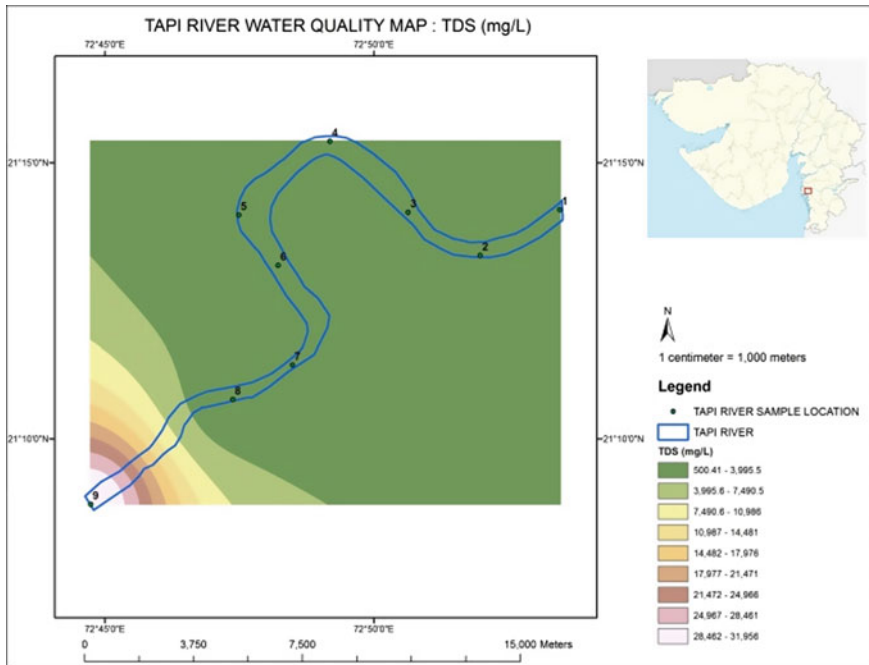 TAPI RIVER WATER QUALITY MAP : TDS (mg/L)
72°45'0"E 72°50'0"E
21°15'0"N 21°15'0"N
4
1
5
3
2
6
7
8
21°10'0"N 21°10'0"N
9
72°45'0"E 72°50'0"E
0 3,750 7,500 15,000 Meters
N
1 centimeter = 1,000 meters
Legend
TAPI RIVER SAMPLE LOCATION
TAPI RIVER
TDS (mg/L)
500.41 - 3,995.5
3,995.6 - 7,490.5
7,490.6 - 10,986
10,987 - 14,481
14,482 - 17,976
17,977 - 21,471
21,472 - 24,966
24,967 - 28,461
28,462 - 31,956